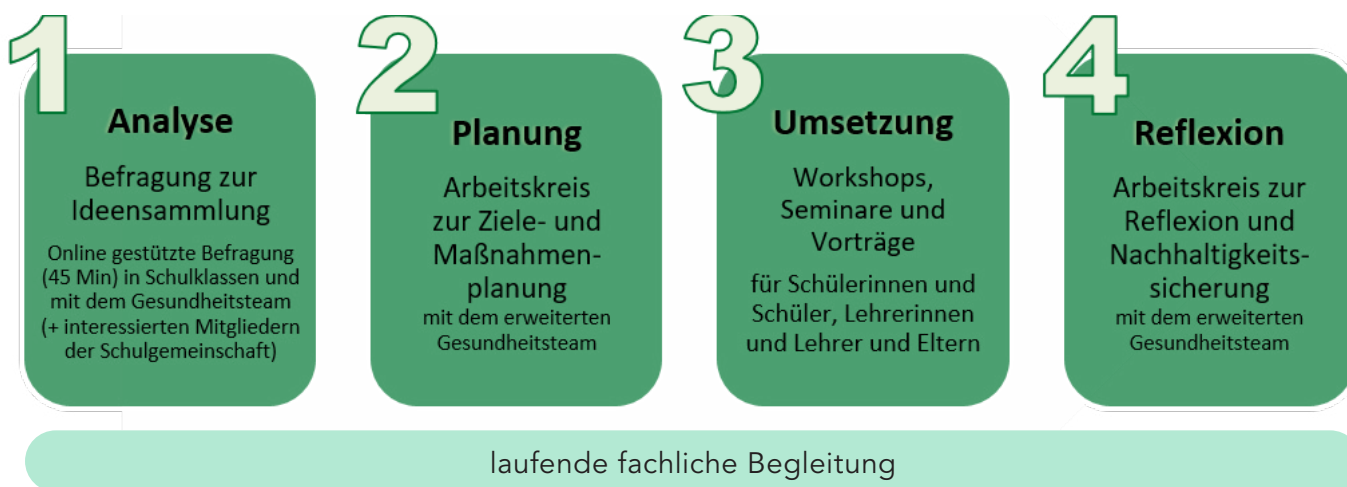 1
Analyse
Befragung zur
Ideensammlung
Online gestützte Befragung
(45 Min) in Schulklassen und
mit dem Gesundheitsteam
(+ interessierten Mitgliedern
der Schulgemeinschaft)
2
Planung
Arbeitskreis
zur Ziele- und
Maßnahmen-
planung
mit dem erweiterten
Gesundheitsteam
3
Umsetzung
Workshops,
Seminare und
Vorträge
für Schülerinnen und
Schüler, Lehrerinnen
und Lehrer und Eltern
4
Reflexion
Arbeitskreis zur
Reflexion und
Nachhaltigkeits-
sicherung
mit dem erweiterten
Gesundheitsteam
laufende fachliche Begleitung